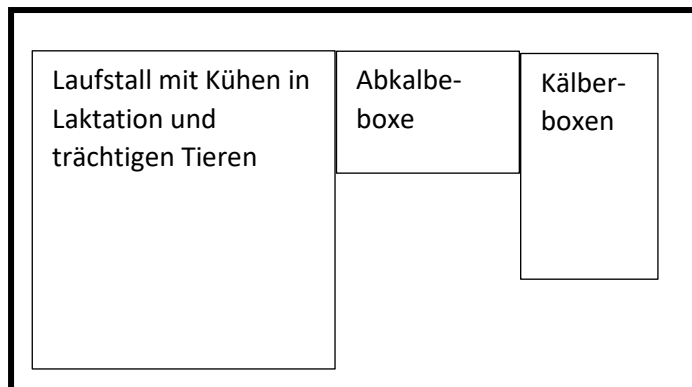 Laufstall mit Kühen in
Laktation und
trächtigen Tieren
Abkalbe-
boxe
Kälber-
boxen